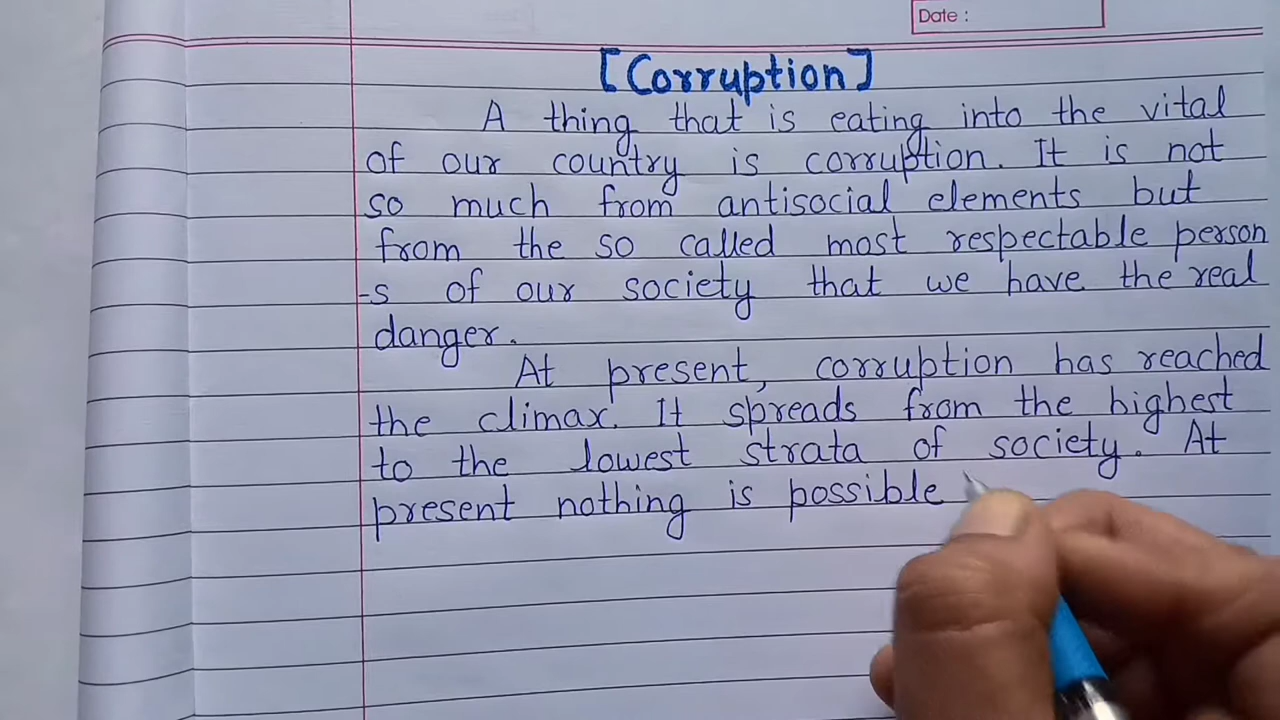 Date :
[Corruption]
A thing that is eating into the vital
of our country is corruption. It is not
so much from antisocial elements but
from the so called most respectable person
-s of our society that we have the real
danger.
At present, corruption has reached
the climax. It spreads from the highest
to the lowest strata of society. At
present nothing is possible